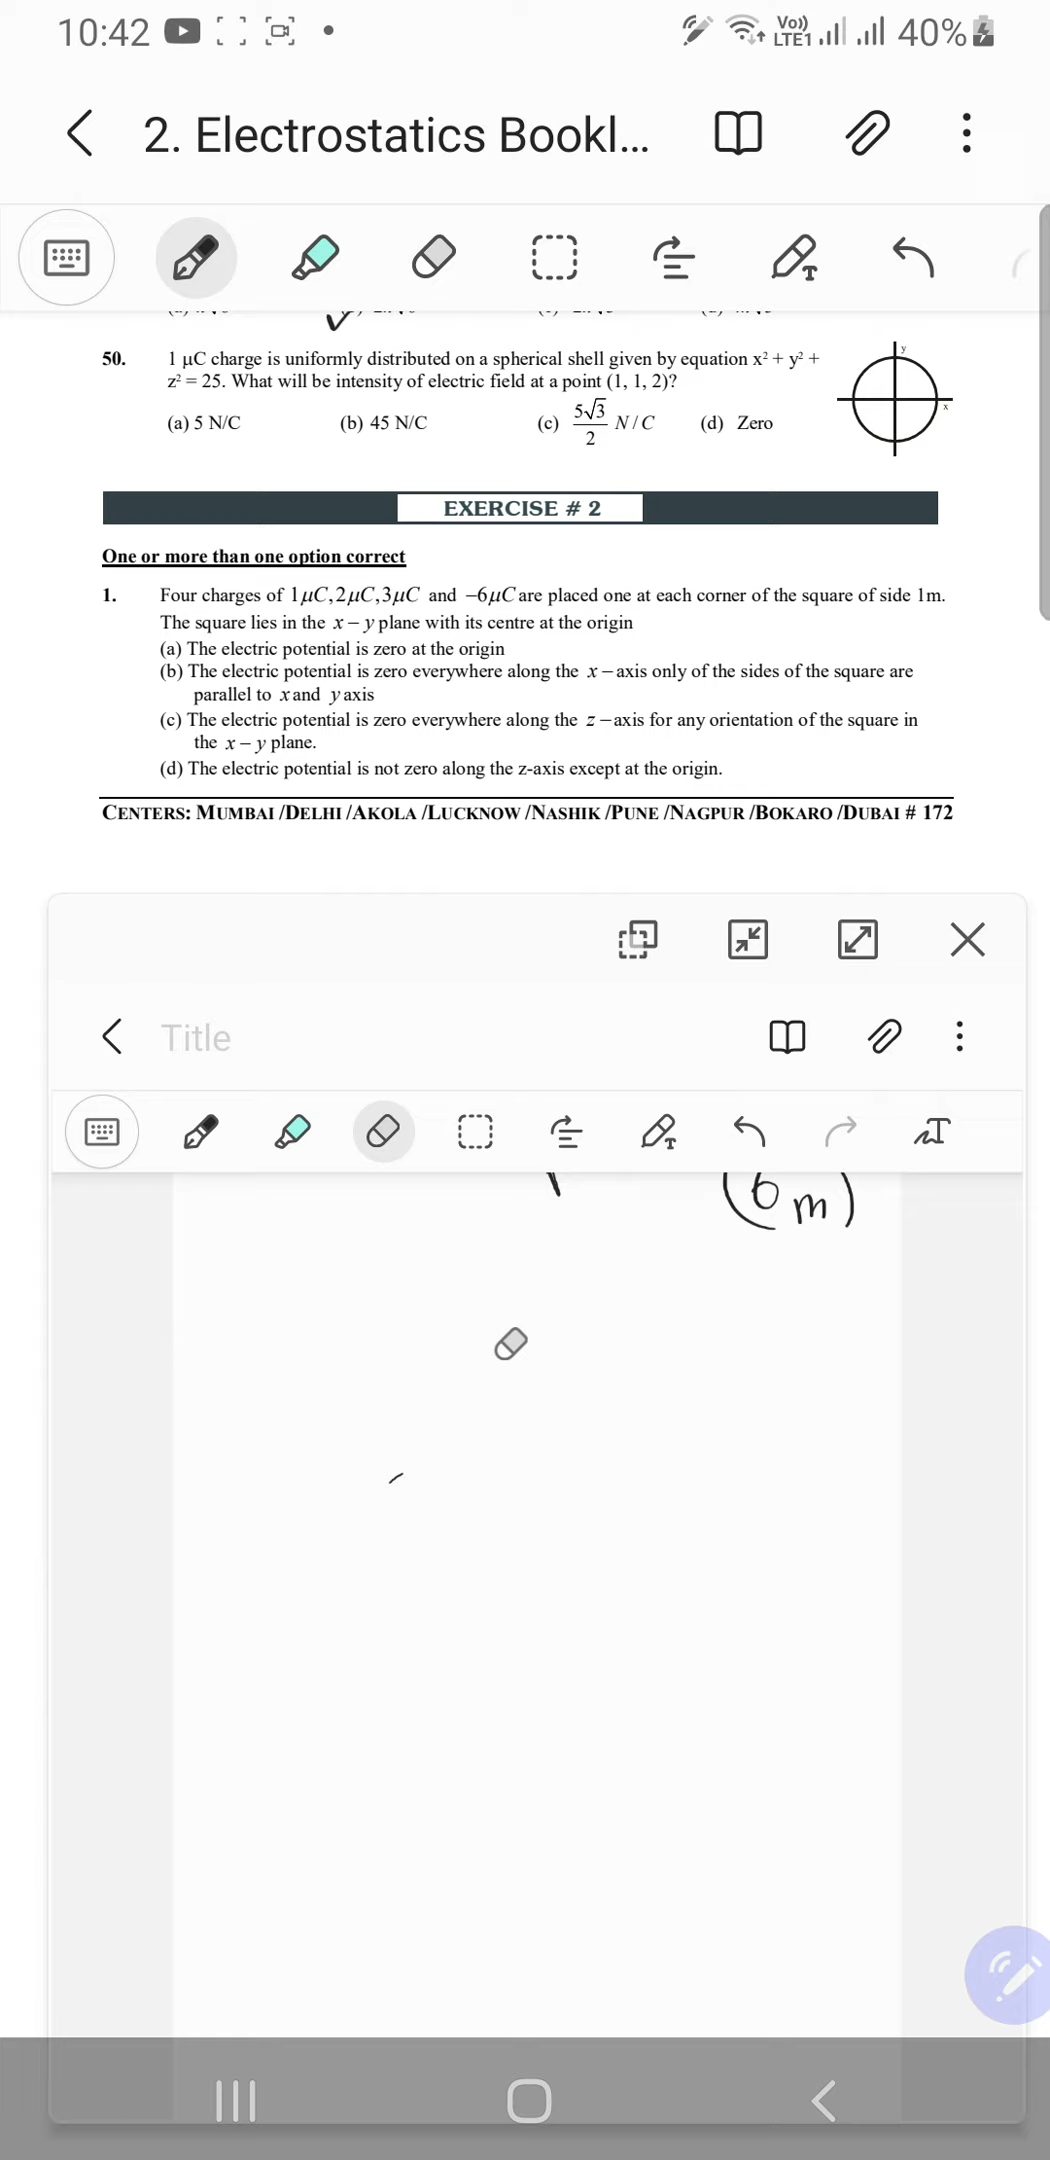 10:42 Vo)) LTE1 40%
2. Electrostatics Bookl...
50. 1 μC charge is uniformly distributed on a spherical shell given by equation x² + y² +
z² = 25. What will be intensity of electric field at a point (1, 1, 2)?
(a) 5 N/C (b) 45 N/C (c) 5√3/2 N/C (d) Zero
y
x
EXERCISE # 2
One or more than one option correct
1. Four charges of 1μC,2μC,3μC and −6μC are placed one at each corner of the square of side 1m.
The square lies in the x−y plane with its centre at the origin
(a) The electric potential is zero at the origin
(b) The electric potential is zero everywhere along the x−axis only of the sides of the square are
parallel to x and y axis
(c) The electric potential is zero everywhere along the z−axis for any orientation of the square in
the x−y plane.
(d) The electric potential is not zero along the z-axis except at the origin.
CENTERS: MUMBAI /DELHI /AKOLA /LUCKNOW /NASHIK /PUNE /NAGPUR /BOKARO /DUBAI # 172
Title
(6m)